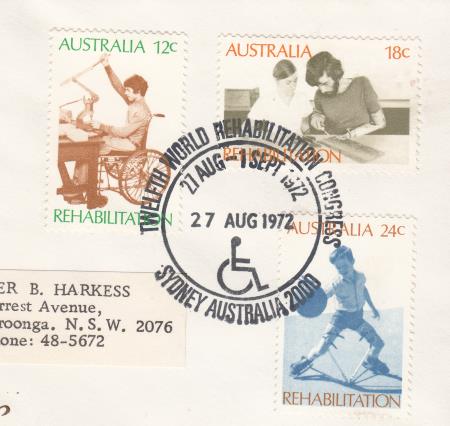 AUSTRALIA 12c
REHABILITATION
AUSTRALIA 18c
REHABILITATION
TWELFTH WORLD REHABILITATION CONGRESS
27 AUG - 1 SEPT 1972
27 AUG 1972
SYDNEY AUSTRALIA 2000
AUSTRALIA 24c
REHABILITATION
ER B. HARKESS
rrest Avenue,
roonga. N. S. W. 2076
one: 48-5672